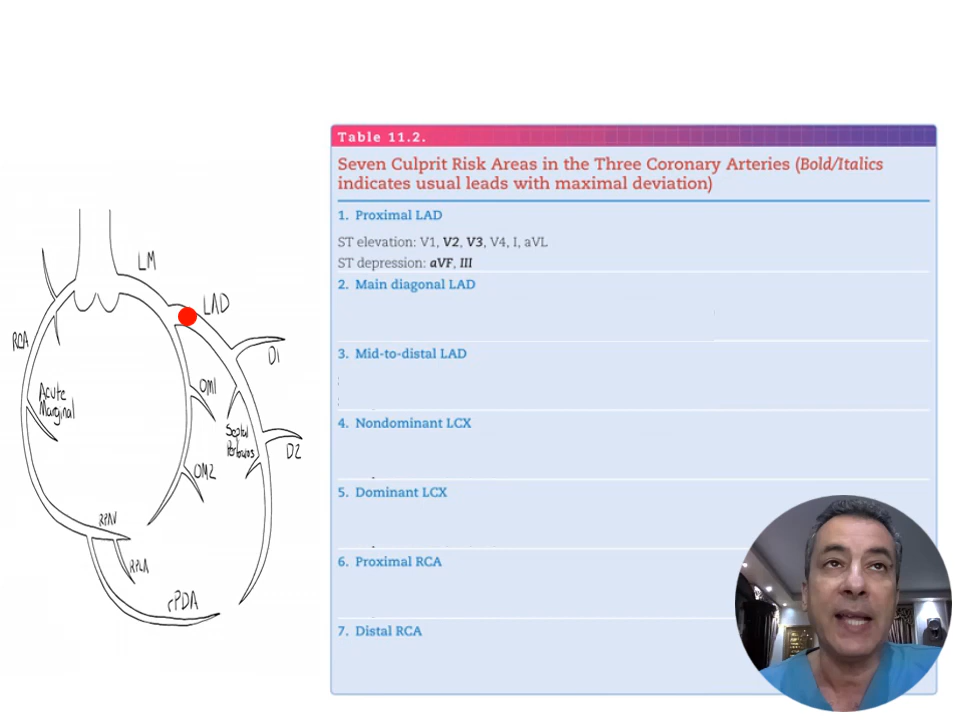 LM
LAD
RCA
D1
OM1
Acute
Marginal
Septal
D2
OM2
RPAV
RPLA
rPDA
Table 11.2.
Seven Culprit Risk Areas in the Three Coronary Arteries (Bold/Italics
indicates usual leads with maximal deviation)
1. Proximal LAD
ST elevation: V1, V2, V3, V4, I, aVL
ST depression: aVF, III
2. Main diagonal LAD
3. Mid-to-distal LAD
4. Nondominant LCX
5. Dominant LCX
6. Proximal RCA
7. Distal RCA